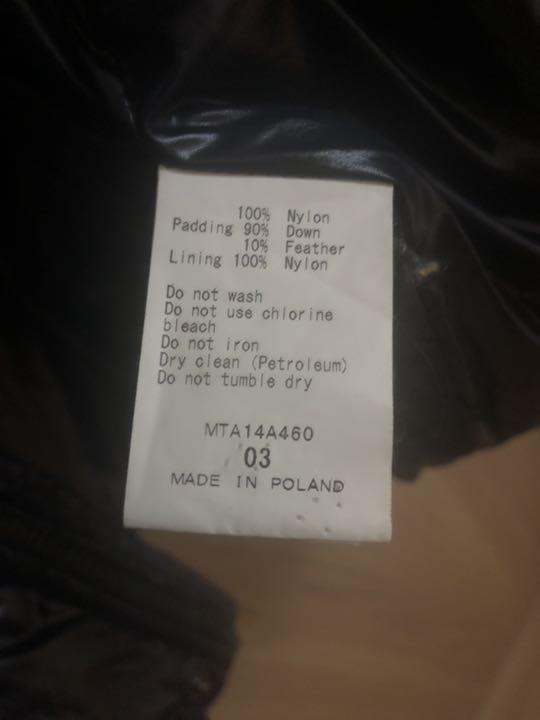 100% Nylon
Padding 90% Down
10% Feather
Lining 100% Nylon
Do not wash
Do not use chlorine
bleach
Do not iron
Dry clean (Petroleum)
Do not tumble dry
MTA14A460
03
MADE IN POLAND